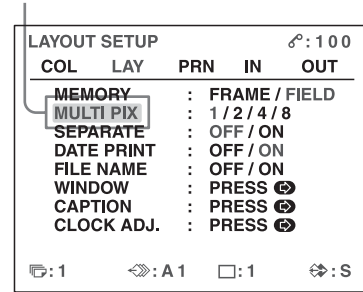 LAYOUT SETUP :100
COL LAY PRN IN OUT
MEMORY : FRAME / FIELD
MULTI PIX : 1 / 2 / 4 / 8
SEPARATE : OFF / ON
DATE PRINT : OFF / ON
FILE NAME : OFF / ON
WINDOW : PRESS
CAPTION : PRESS
CLOCK ADJ. : PRESS
:1 :A1 :1 :S